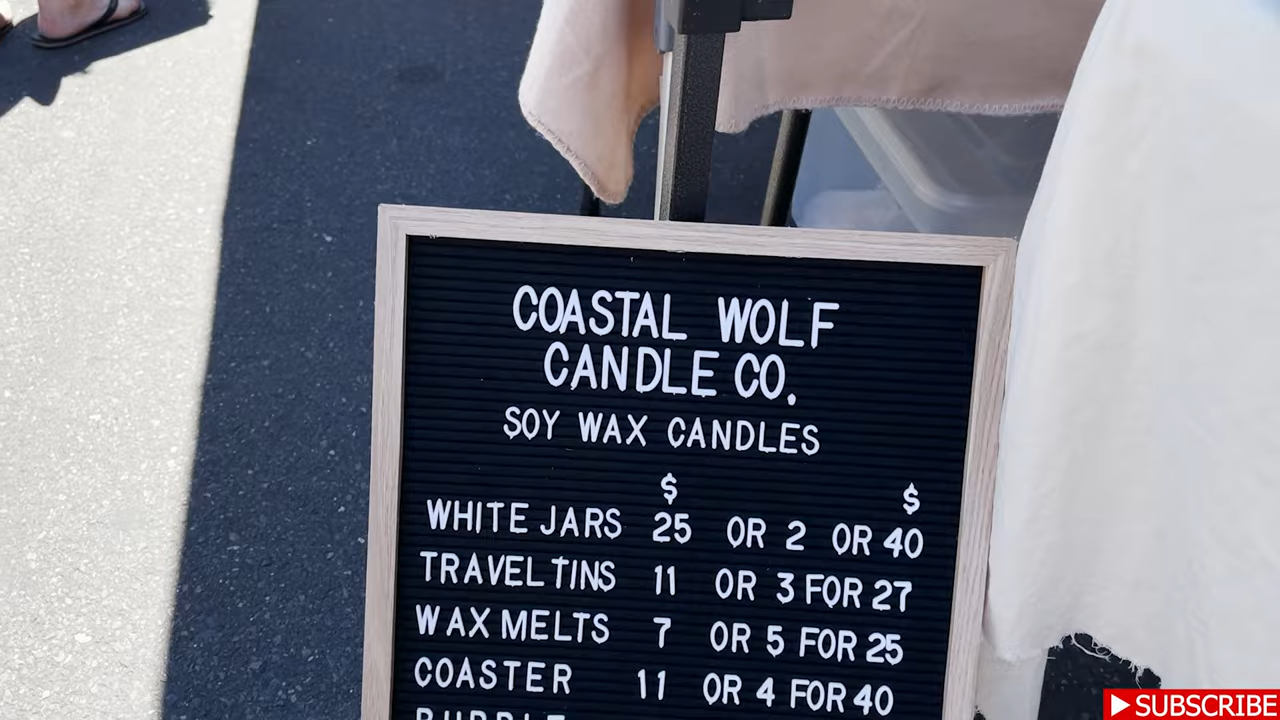 COASTAL WOLF
CANDLE CO.
SOY WAX CANDLES
$ $
WHITE JARS 25 OR 2 OR 40
TRAVEL TINS 11 OR 3 FOR 27
WAX MELTS 7 OR 5 FOR 25
COASTER 11 OR 4 FOR 40
SUBSCRIBE